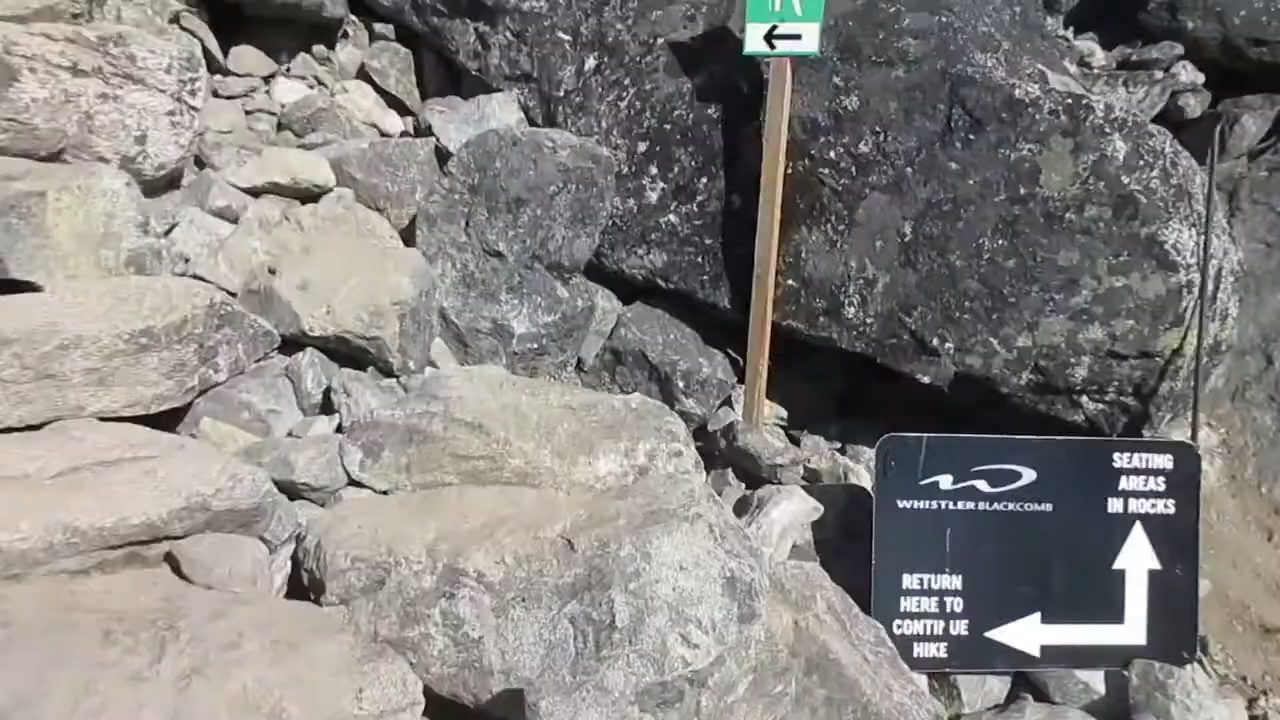 WHISTLER BLACKCOMB
SEATING
AREAS
IN ROCKS
RETURN
HERE TO
CONTI UE
HIKE